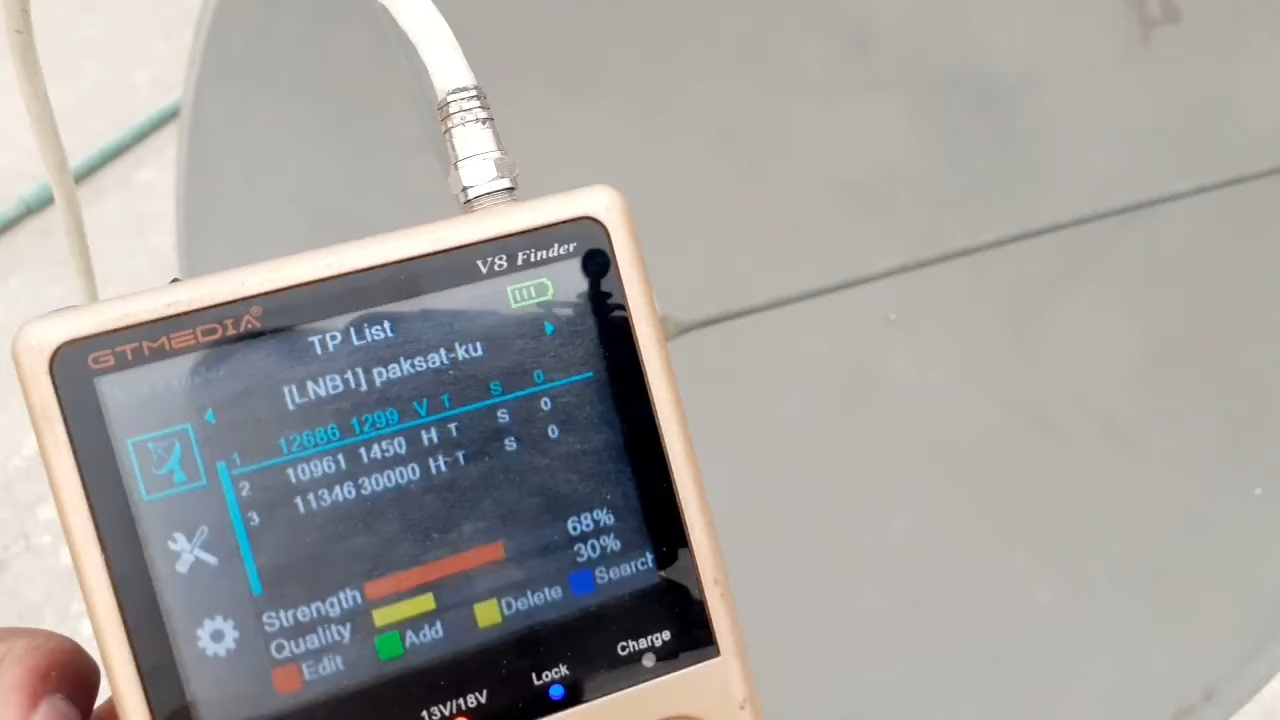 V8 Finder
GTMEDIA®
TP List
[LNB1] paksat-ku
1 12686 1299 V T S 0
2 10961 1450 H T S 0
3 11346 30000 H T S 0
Strength 68%
Quality 30%
Edit Add Delete Search
13V/18V Lock Charge